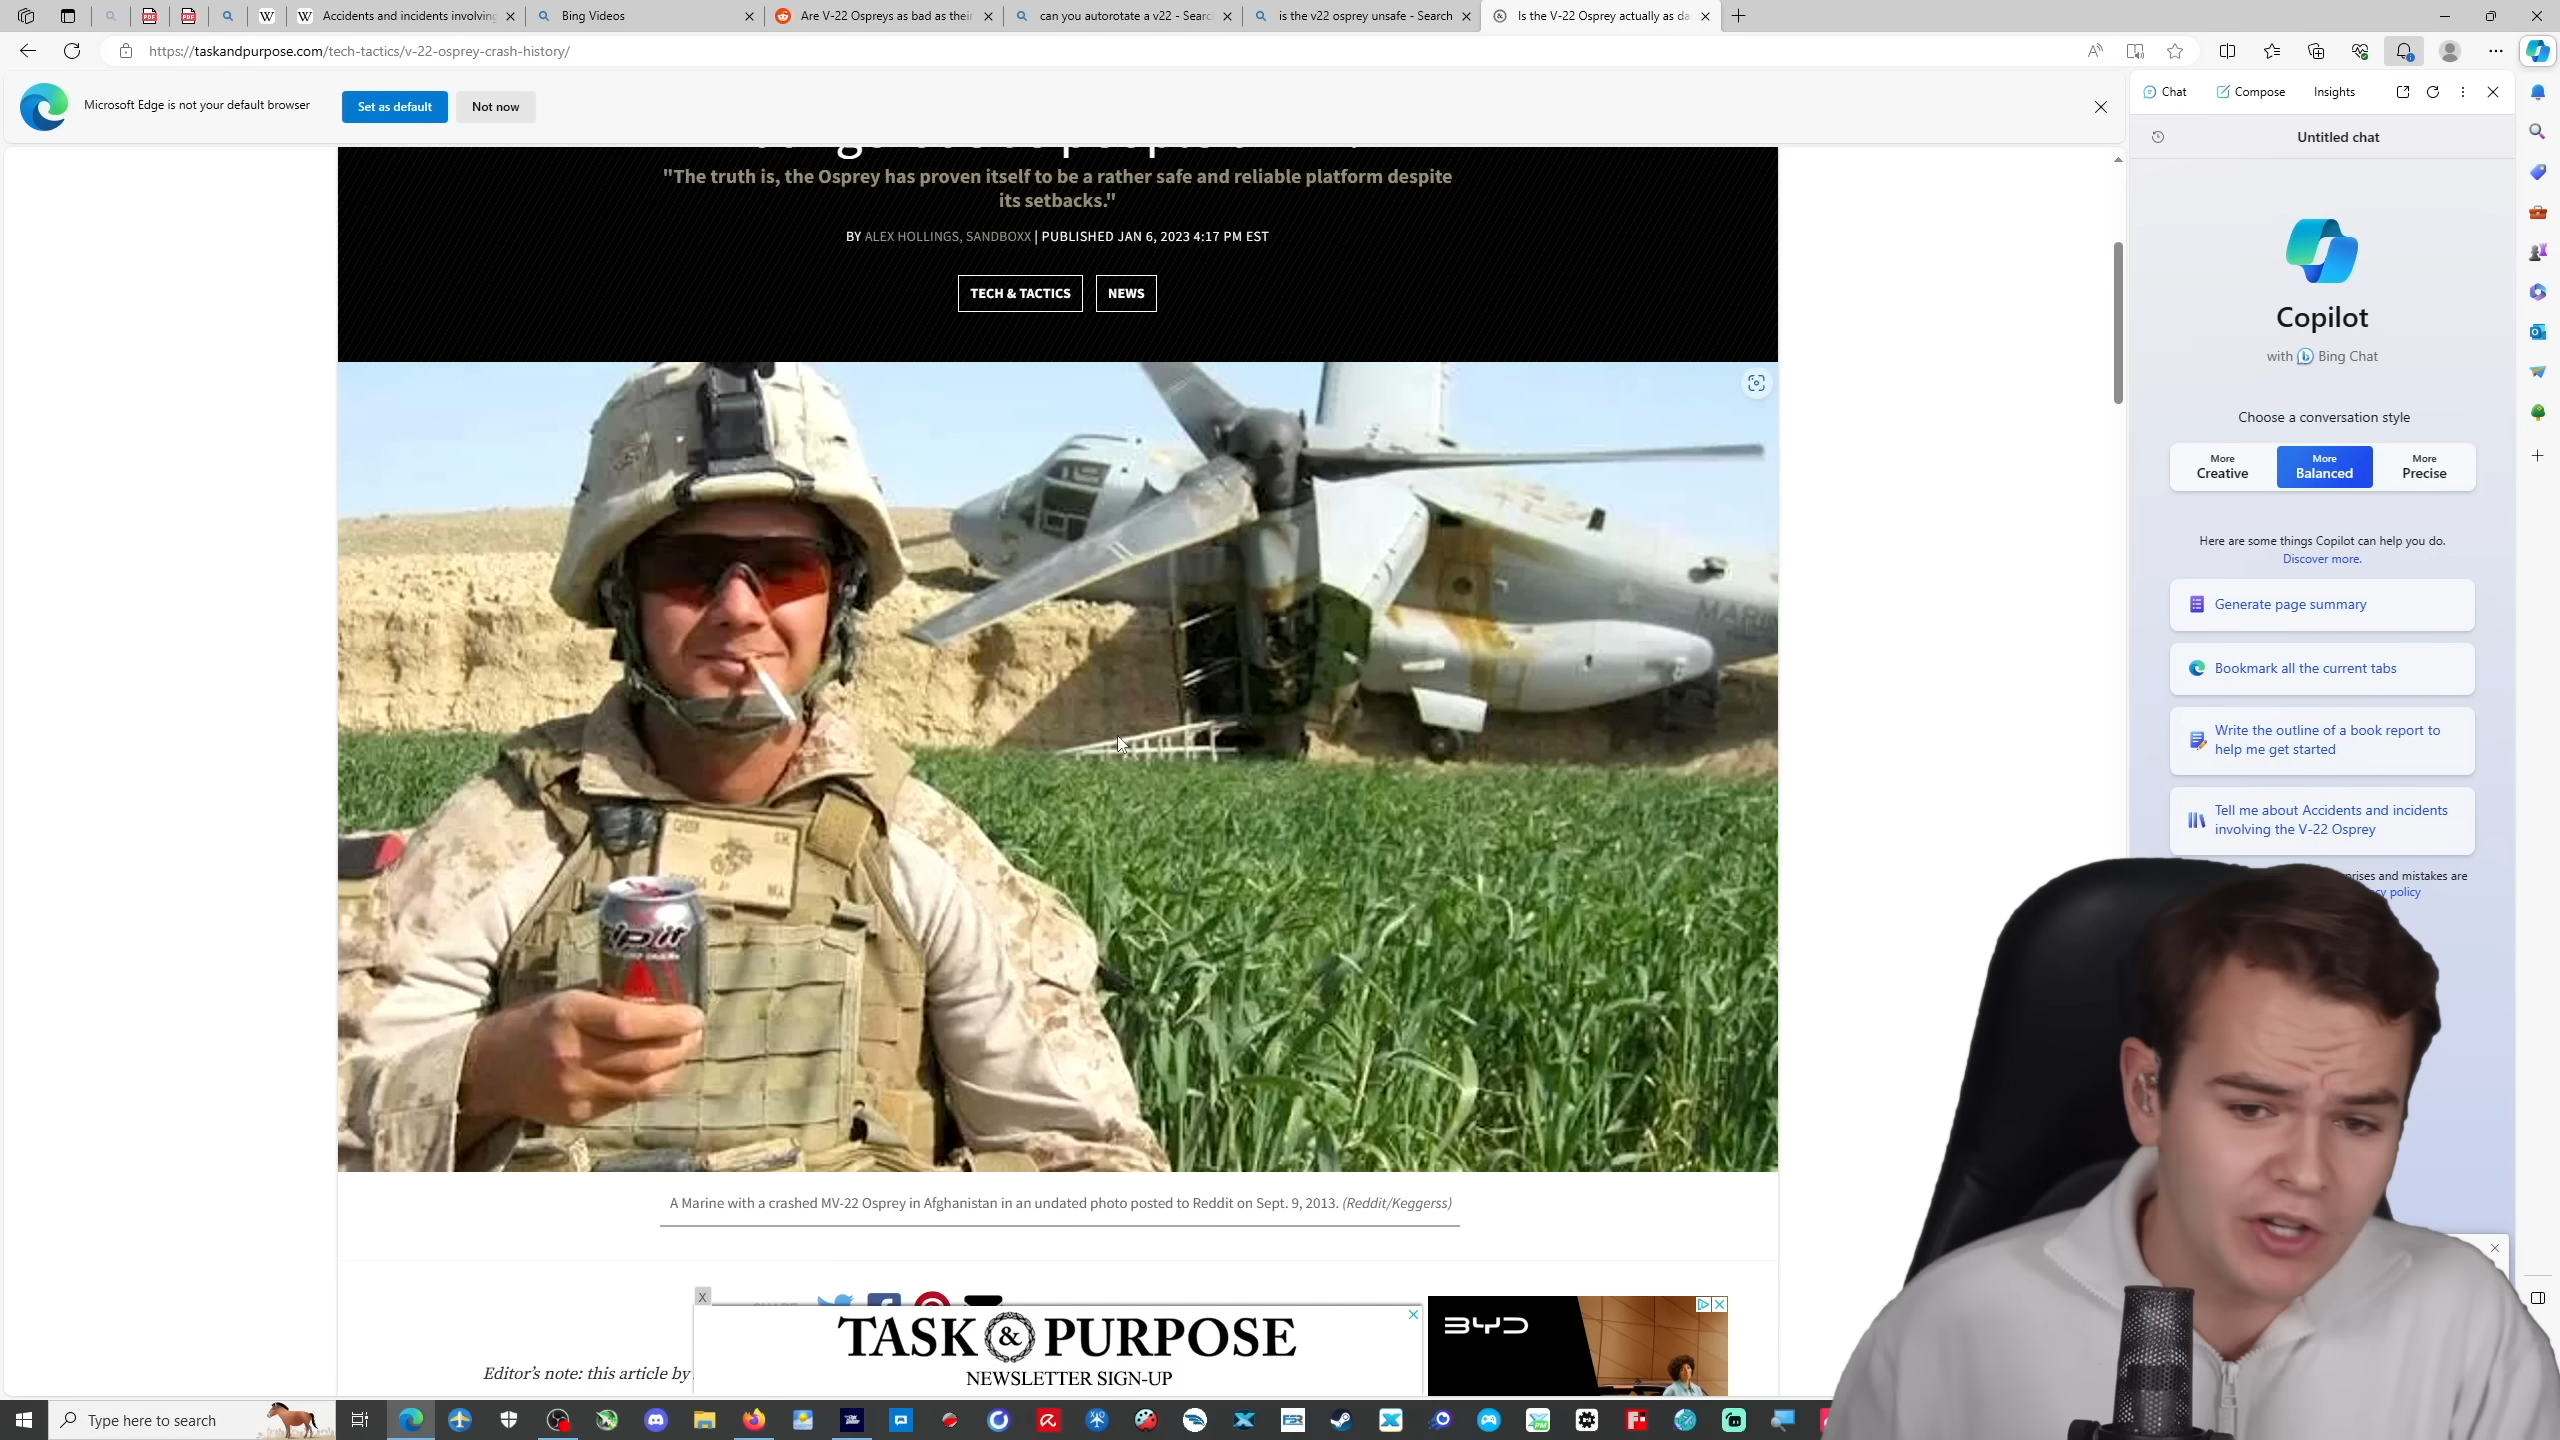 Accidents and incidents involving
Bing Videos
Are V-22 Ospreys as bad as their
can you autorotate a v22 - Searc
is the v22 osprey unsafe - Search
Is the V-22 Osprey actually as da
https://taskandpurpose.com/tech-tactics/v-22-osprey-crash-history/
Microsoft Edge is not your default browser
Set as default
Not now
"The truth is, the Osprey has proven itself to be a rather safe and reliable platform despite
its setbacks."
BY ALEX HOLLINGS, SANDBOXX | PUBLISHED JAN 6, 2023 4:17 PM EST
TECH & TACTICS
NEWS
MARIN
A Marine with a crashed MV-22 Osprey in Afghanistan in an undated photo posted to Reddit on Sept. 9, 2013. (Reddit/Keggerss)
Editor's note: this article by
X
TASK & PURPOSE
NEWSLETTER SIGN-UP
BYD
Chat
Compose
Insights
Untitled chat
Copilot
with Bing Chat
Choose a conversation style
More
Creative
More
Balanced
More
Precise
Here are some things Copilot can help you do.
Discover more.
Generate page summary
Bookmark all the current tabs
Write the outline of a book report to
help me get started
Tell me about Accidents and incidents
involving the V-22 Osprey
prises and mistakes are
cy policy
Type here to search